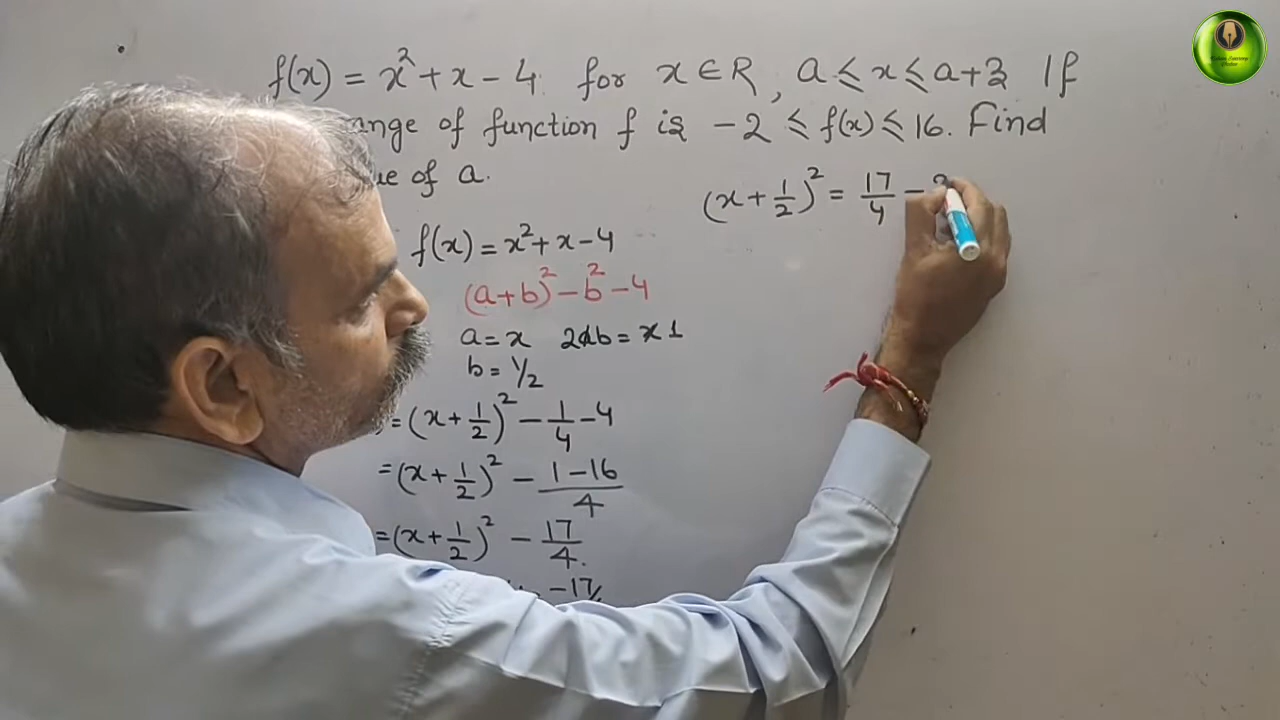 f(x) = x² + x - 4 for x ∈ R, a ≤ x ≤ a+3 If
ange of function f is -2 ≤ f(x) ≤ 16. Find
ue of a.
f(x) = x² + x - 4
(a+b)² - b² - 4
a = x 2ab = x 1
b = 1/2
= (x + 1/2)² - 1/4 - 4
= (x + 1/2)² - (1-16)/4
= (x + 1/2)² - 17/4.
-17/
(x + 1/2)² = 17/4 -